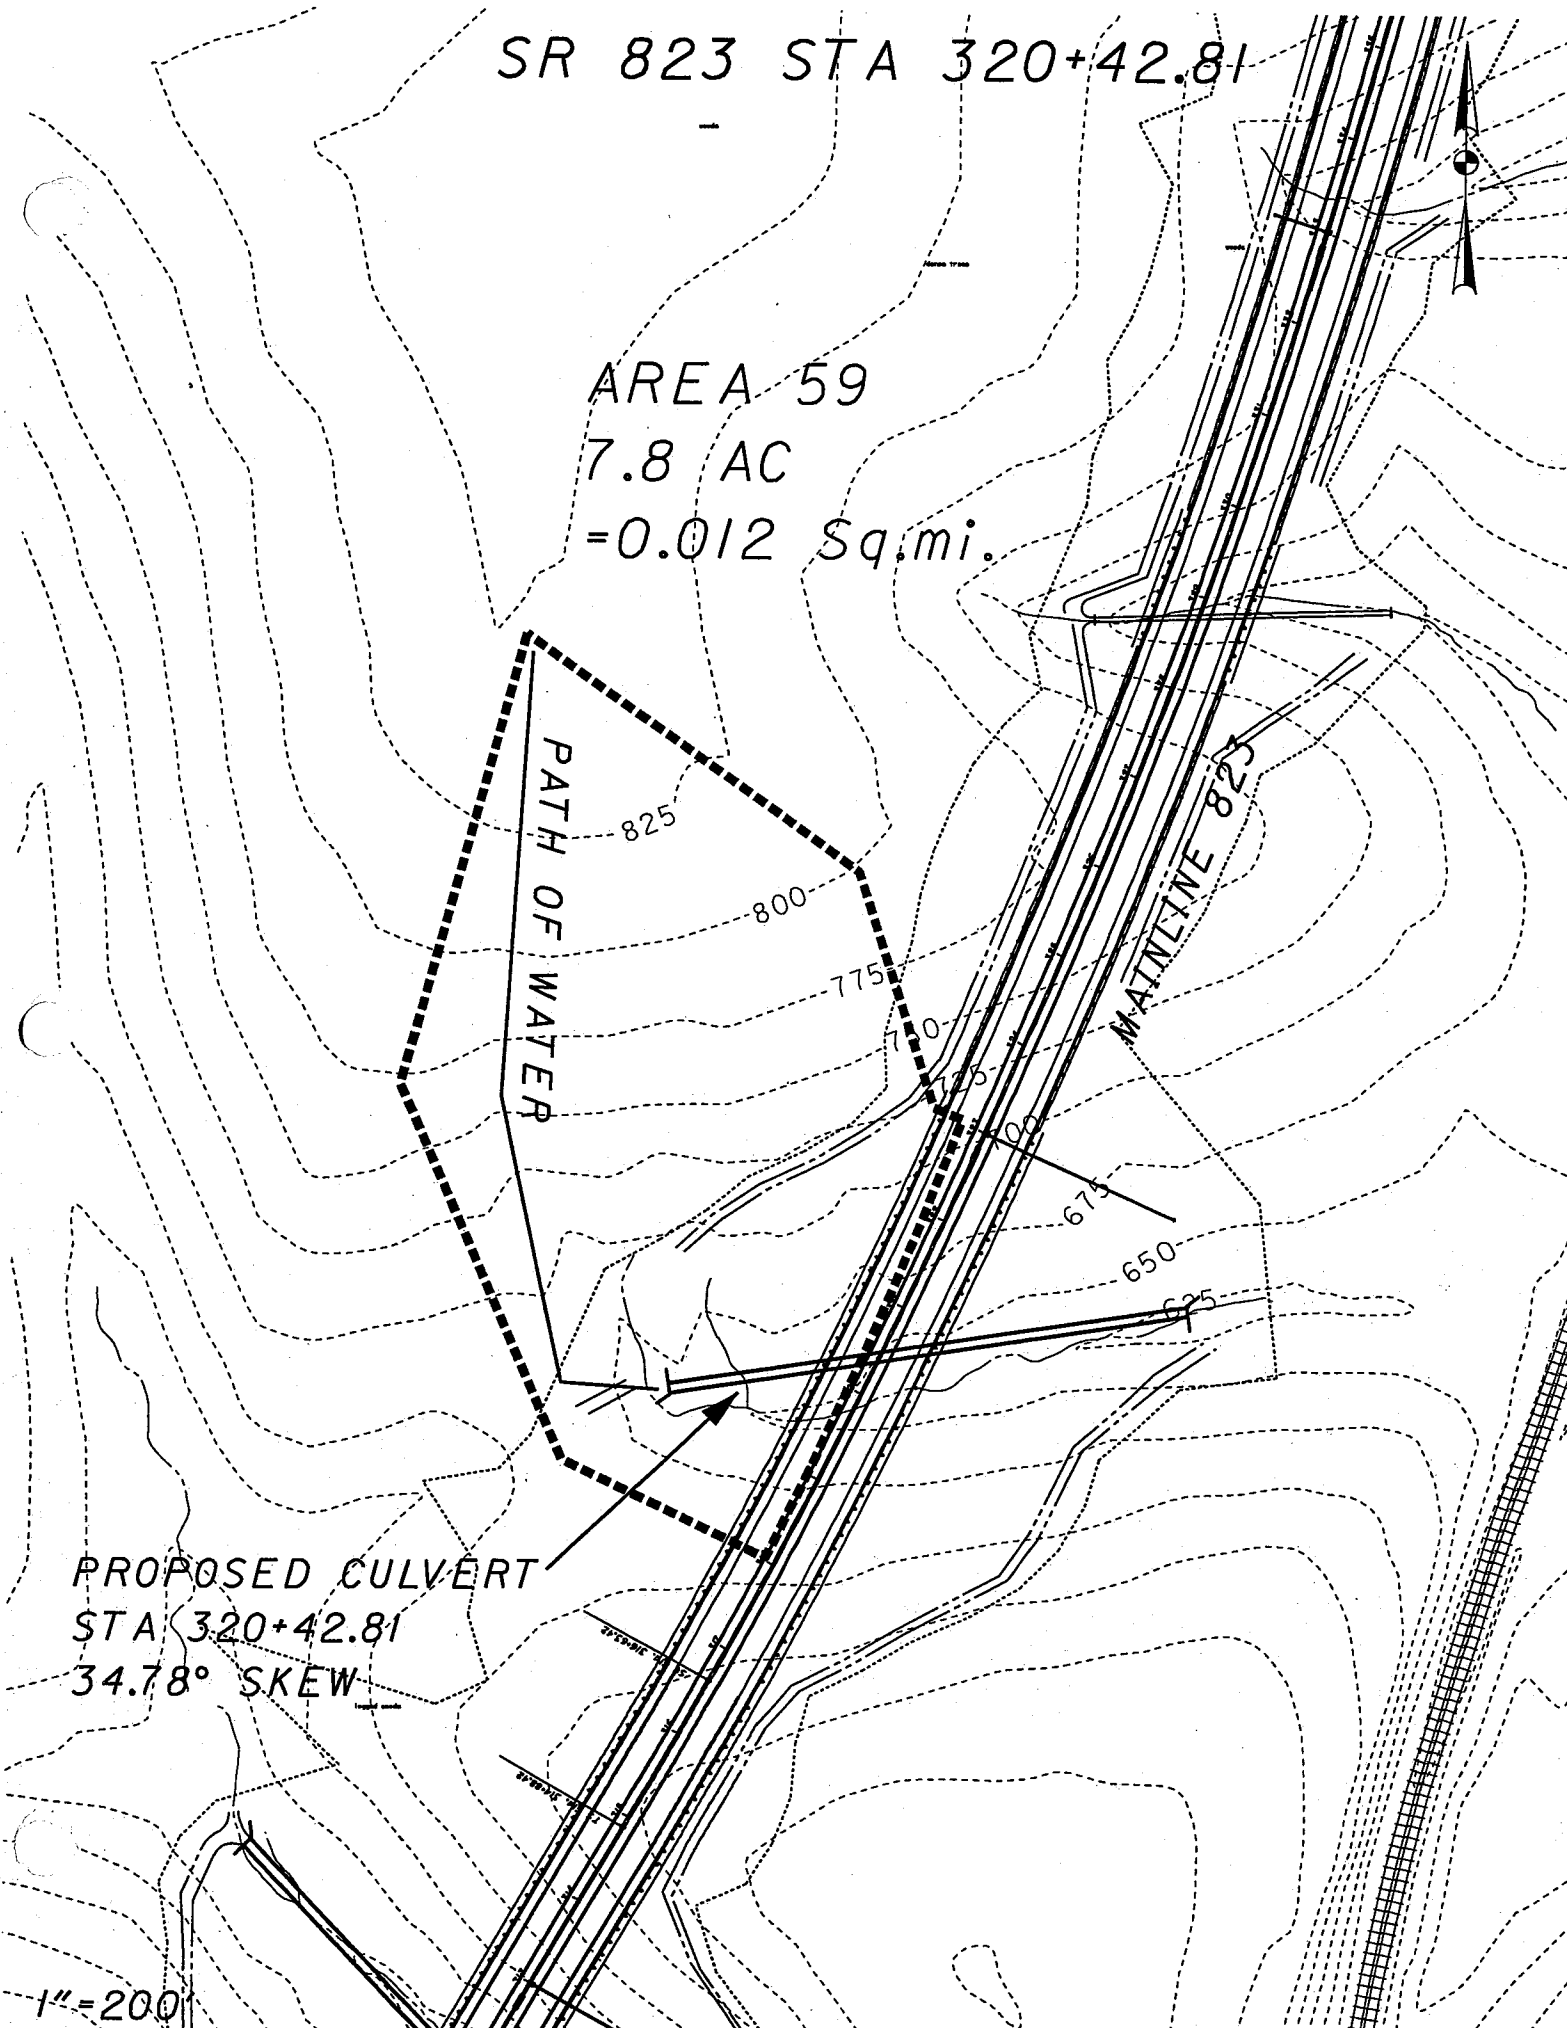 SR 823 STA 320+42.81
AREA 59
7.8 AC
=0.012 Sq.mi.
PATH OF WATER
825
800
775
750
725
700
675
650
625
MAINLINE 823
PROPOSED CULVERT
STA 320+42.81
34.78° SKEW
1"=200'